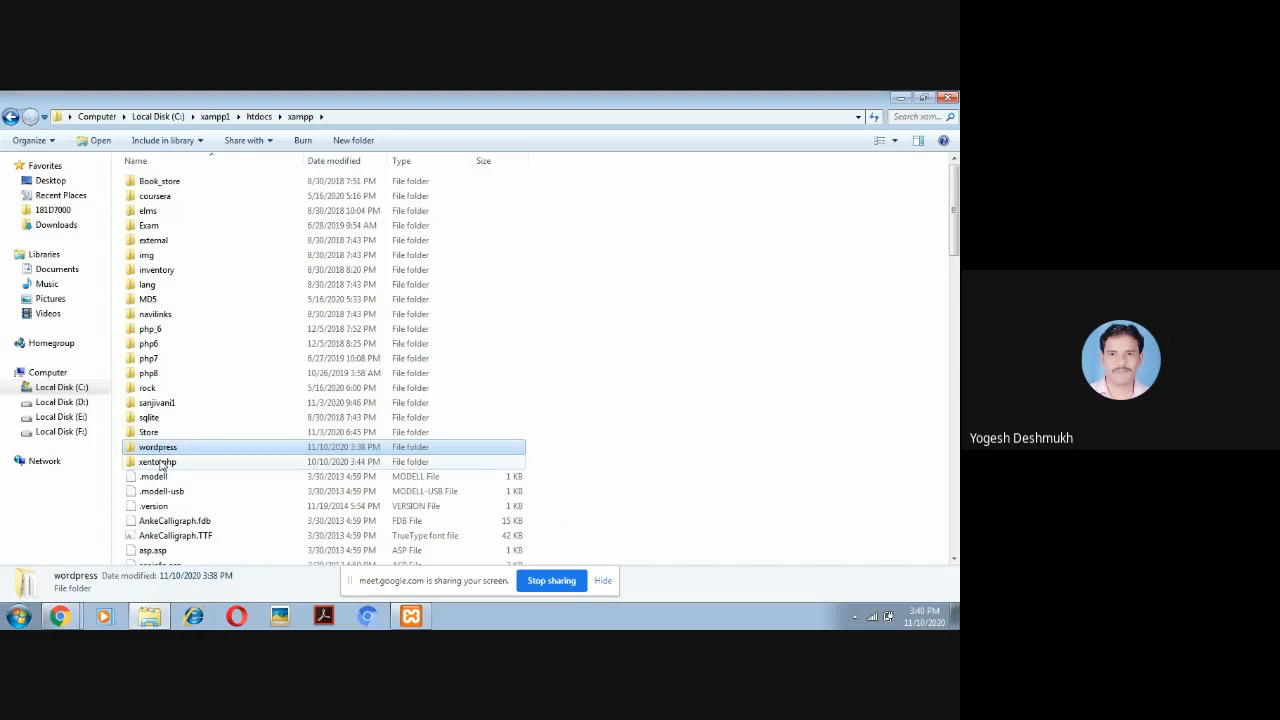 Computer Local Disk (C:) xampp1 htdocs xampp Search xam...
Organize Open Include in library Share with Burn New folder
Name Date modified Type Size
Favorites
Desktop
Recent Places
181D7000
Downloads
Libraries
Documents
Music
Pictures
Videos
Homegroup
Computer
Local Disk (C:)
Local Disk (D:)
Local Disk (E:)
Local Disk (F:)
Network
Book_store 8/30/2018 7:51 PM File folder
coursera 5/16/2020 5:16 PM File folder
elms 8/30/2018 10:04 PM File folder
Exam 6/28/2019 9:54 AM File folder
external 8/30/2018 7:43 PM File folder
img 8/30/2018 7:43 PM File folder
inventory 8/30/2018 8:20 PM File folder
lang 8/30/2018 7:43 PM File folder
MD5 5/16/2020 5:33 PM File folder
navilinks 8/30/2018 7:43 PM File folder
php_6 12/5/2018 7:52 PM File folder
php6 12/5/2018 8:25 PM File folder
php7 6/27/2019 10:08 PM File folder
php8 10/26/2019 3:58 AM File folder
rock 5/16/2020 6:00 PM File folder
sanjivani1 11/3/2020 9:46 PM File folder
sqlite 8/30/2018 7:43 PM File folder
Store 11/3/2020 6:45 PM File folder
wordpress 11/10/2020 3:38 PM File folder
10/10/2020 3:44 PM File folder
.modell 3/30/2013 4:59 PM MODELL File 1 KB
.modell-usb 3/30/2013 4:59 PM MODELL-USB File 1 KB
.version 11/19/2014 5:54 PM VERSION File 1 KB
AnkeCalligraph.fdb 3/30/2013 4:59 PM FDB File 15 KB
AnkeCalligraph.TTF 3/30/2013 4:59 PM TrueType font file 42 KB
asp.asp 3/30/2013 4:59 PM ASP File 1 KB
wordpress Date modified: 11/10/2020 3:38 PM
File folder
meet.google.com is sharing your screen. Stop sharing Hide
3:40 PM
11/10/2020
Yogesh Deshmukh